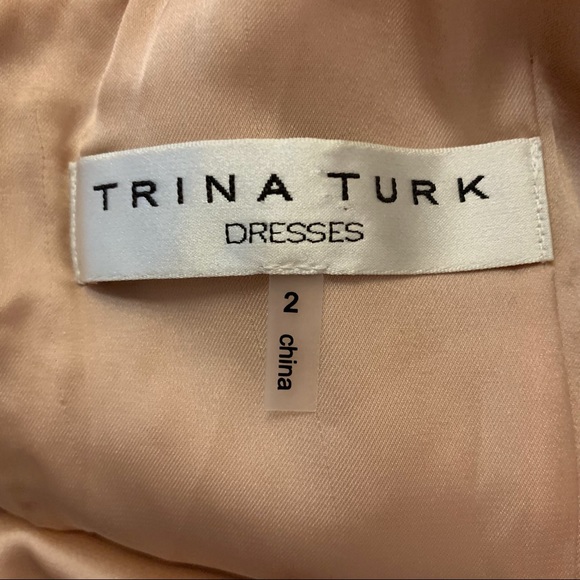 TRINA TURK
DRESSES
2
china